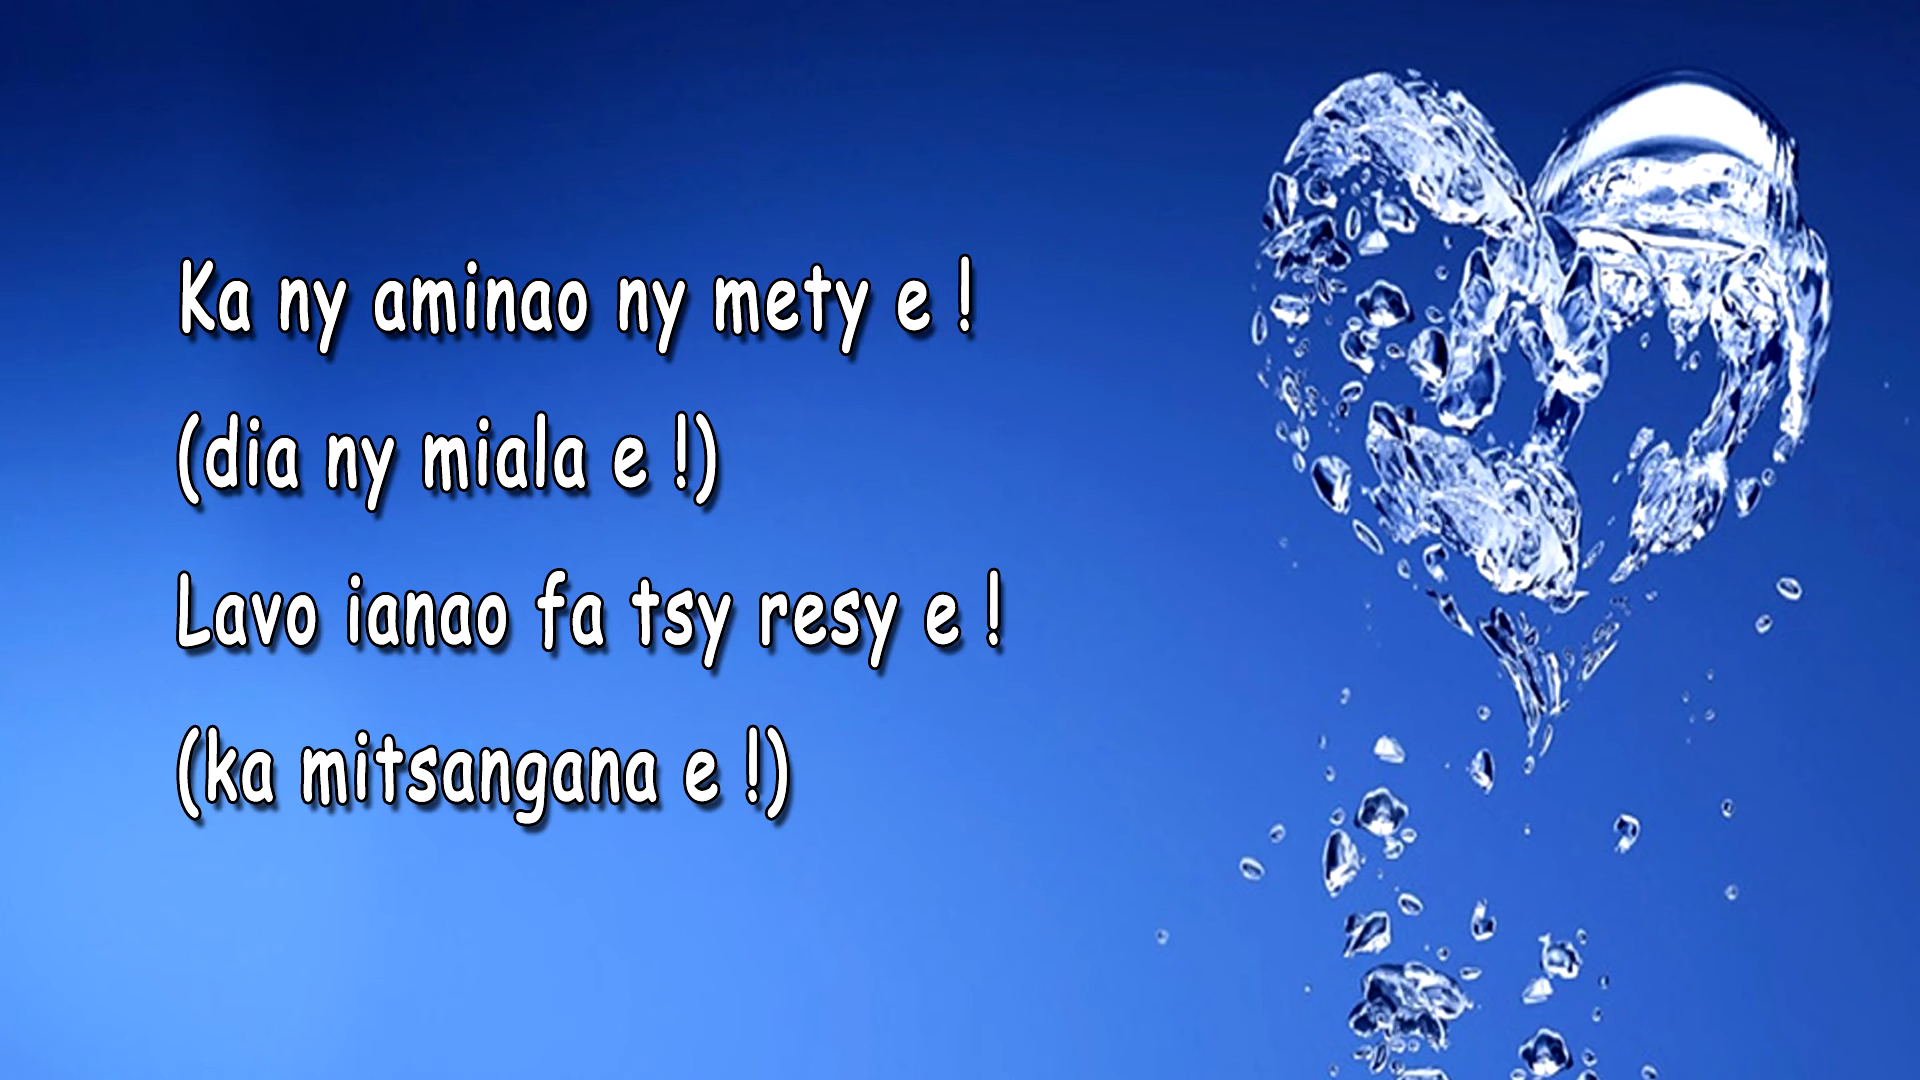 Ka ny aminao ny mety e !
(dia ny miala e !)
Lavo ianao fa tsy resy e !
(ka mitsangana e !)